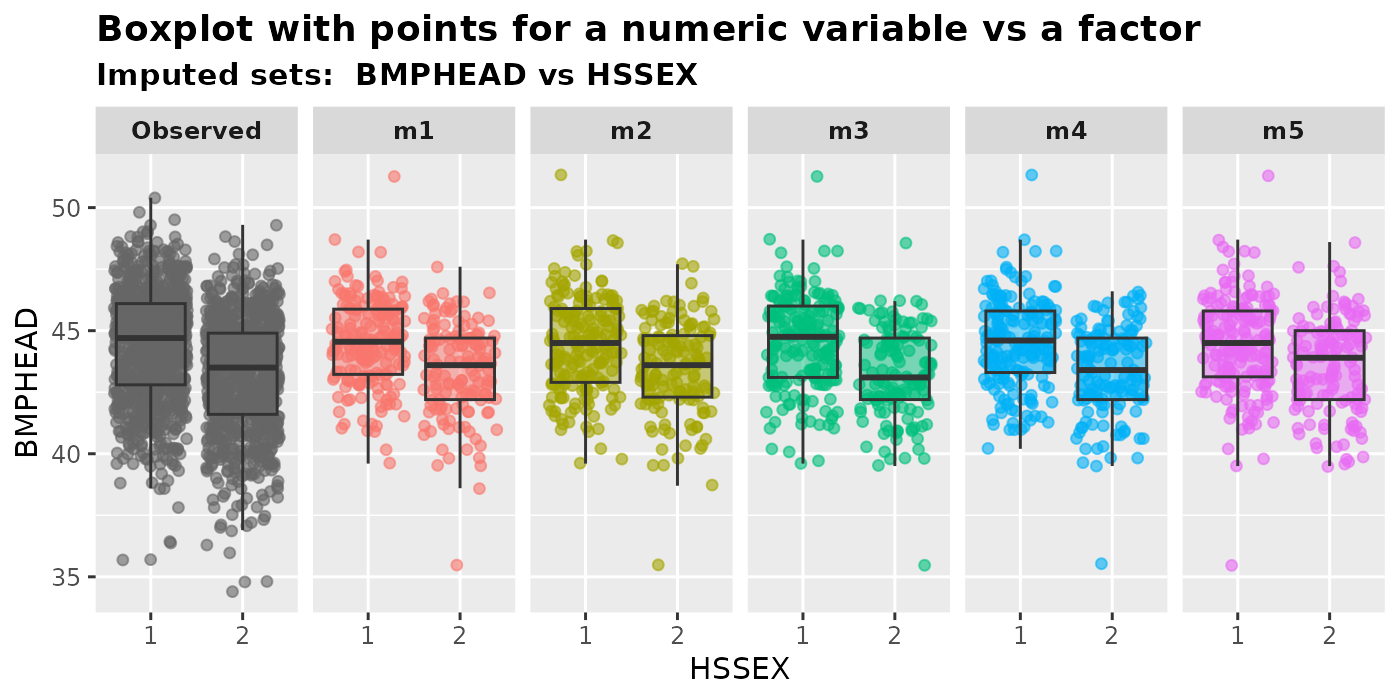 Boxplot with points for a numeric variable vs a factor
Imputed sets:  BMPHEAD vs HSSEX
Observed m1 m2 m3 m4 m5
50
45
40
35
BMPHEAD
1 2 1 2 1 2 1 2 1 2 1 2
HSSEX